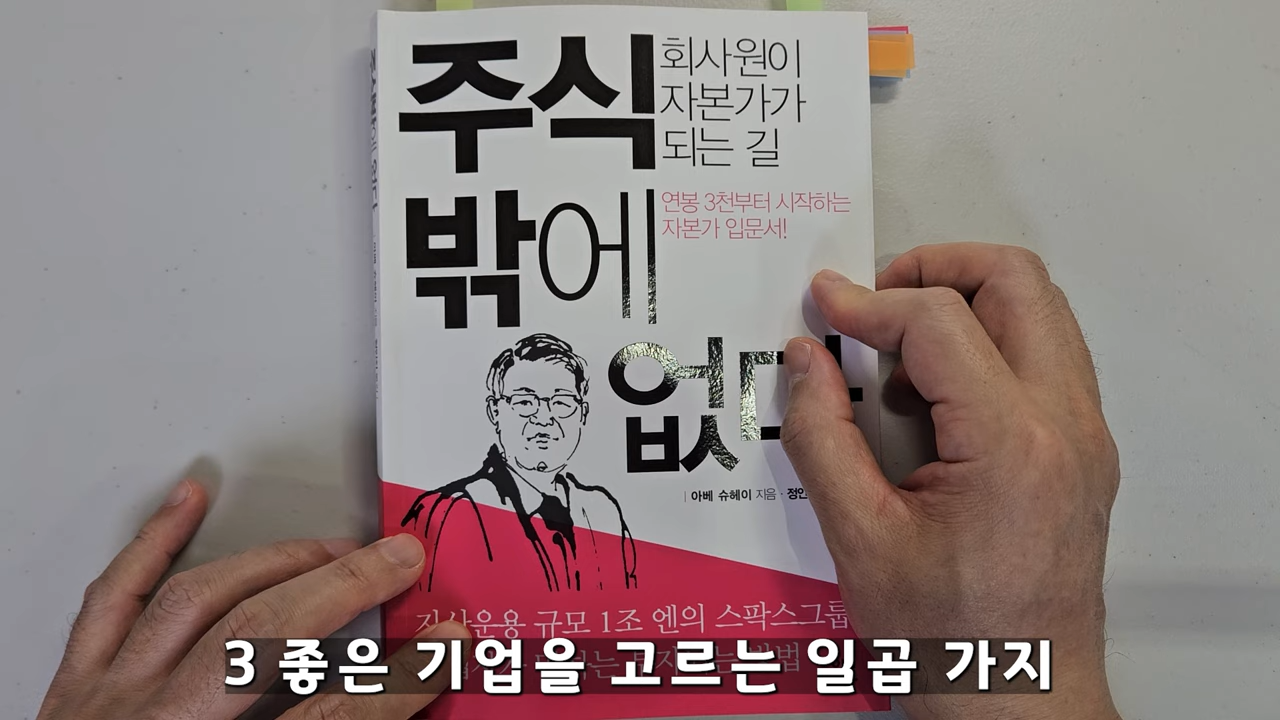 주식
밖에
없다
회사원이
자본가가
되는 길
연봉 3천부터 시작하는
자본가 입문서!
아베 슈헤이 지음 · 정인
자산운용 규모 1조 엔의 스팍스그룹
3 좋은 기업을 고르는 일곱 가지